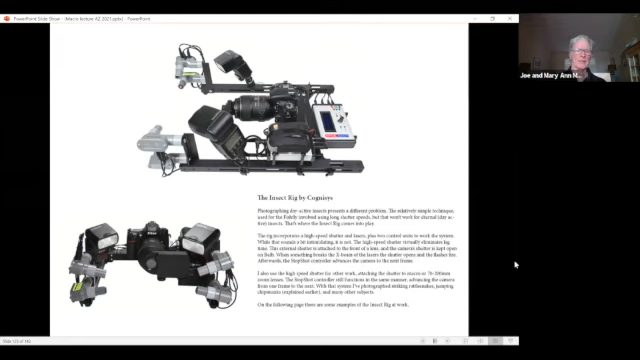 PowerPoint Slide Show - [Macro lecture AZ 2021.pptx] - PowerPoint
Joe and Mary Ann M...
The Insect Rig by Cognisys
Photographing day-active insects presents a different problem. The relatively simple technique,
used for the firefly involved using long shutter speeds, but that won't work for diurnal (day ac-
tive) insects. That's where the Insect Rig comes into play.
The rig incorporates a high-speed shutter and lasers, plus two control units to work the system.
While that sounds a bit intimidating, it is not. The high-speed shutter virtually eliminates lag
time. This external shutter is attached to the front of a lens, and the camera's shutter is kept open
on Bulb. When something breaks the X-beam of the lasers the shutter opens and the flashes fire.
Afterwards, the StopShot controller advances the camera to the next frame.
I also use the high speed shutter for other work, attaching the shutter to macro or 70-200mm
zoom lenses. The StopShot controller still functions in the same manner, advancing the camera
from one frame to the next. With that system I've photographed striking rattlesnakes, jumping
chipmunks (explained earlier), and many other subjects.
On the following page there are some examples of the Insect Rig at work.